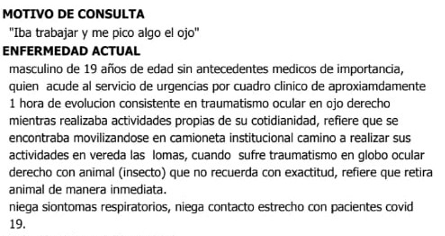 MOTIVO DE CONSULTA
"Iba trabajar y me pico algo el ojo"
ENFERMEDAD ACTUAL
masculino de 19 años de edad sin antecedentes medicos de importancia,
quien acude al servicio de urgencias por cuadro clinico de aproxiamdamente
1 hora de evolucion consistente en traumatismo ocular en ojo derecho
mientras realizaba actividades propias de su cotidianidad, refiere que se
encontraba movilizandose en camioneta institucional camino a realizar sus
actividades en vereda las lomas, cuando sufre traumatismo en globo ocular
derecho con animal (insecto) que no recuerda con exactitud, refiere que retira
animal de manera inmediata.
niega siontomas respiratorios, niega contacto estrecho con pacientes covid
19.